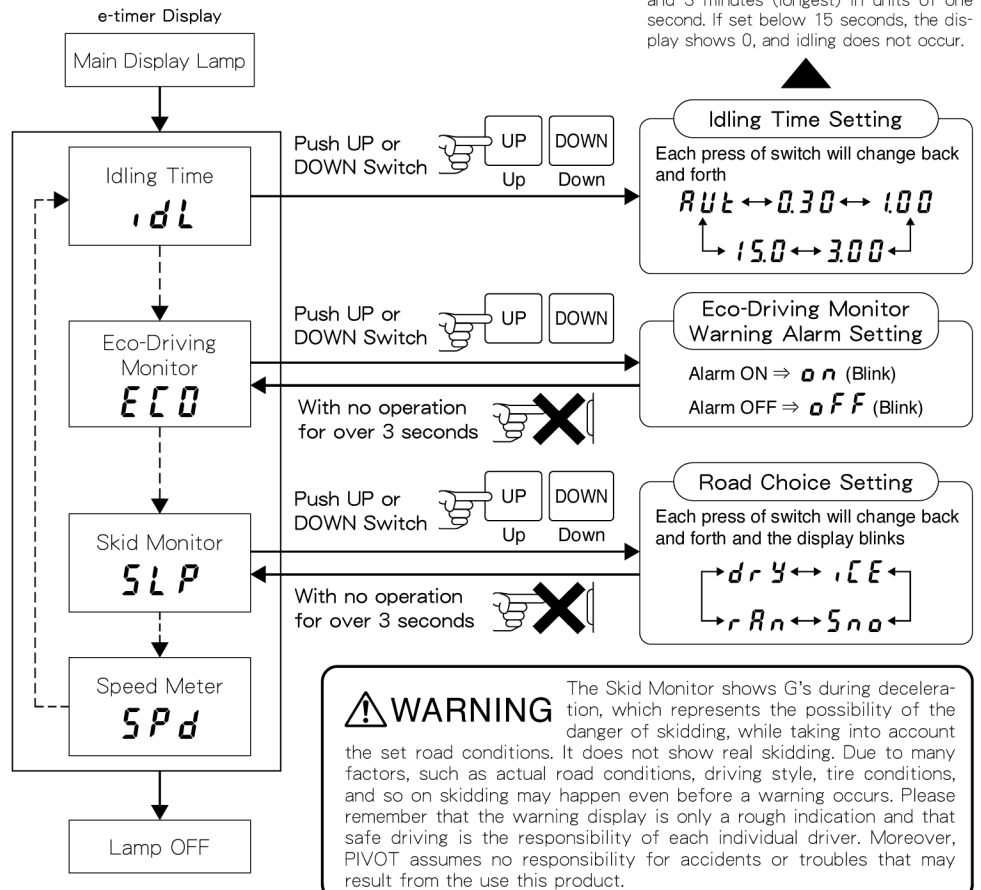 and 3 minutes (longest) in units of one
second. If set below 15 seconds, the dis-
play shows 0, and idling does not occur.
e-timer Display
Main Display Lamp
Idling Time
idL
Push UP or
DOWN Switch
UP DOWN
Up Down
Idling Time Setting
Each press of switch will change back
and forth
AUt ↔ 0.30 ↔ 1.00
15.0 ↔ 3.00
Eco-Driving
Monitor
ECO
Push UP or
DOWN Switch
UP DOWN
With no operation
for over 3 seconds
Eco-Driving Monitor
Warning Alarm Setting
Alarm ON ⇒ on (Blink)
Alarm OFF ⇒ oFF (Blink)
Skid Monitor
SLP
Push UP or
DOWN Switch
UP DOWN
Up Down
With no operation
for over 3 seconds
Road Choice Setting
Each press of switch will change back
and forth and the display blinks
drY ↔ iCE
rAn ↔ Sno
Speed Meter
SPd
Lamp OFF
WARNING
The Skid Monitor shows G's during decelera-
tion, which represents the possibility of the
danger of skidding, while taking into account
the set road conditions. It does not show real skidding. Due to many
factors, such as actual road conditions, driving style, tire conditions,
and so on skidding may happen even before a warning occurs. Please
remember that the warning display is only a rough indication and that
safe driving is the responsibility of each individual driver. Moreover,
PIVOT assumes no responsibility for accidents or troubles that may
result from the use this product.